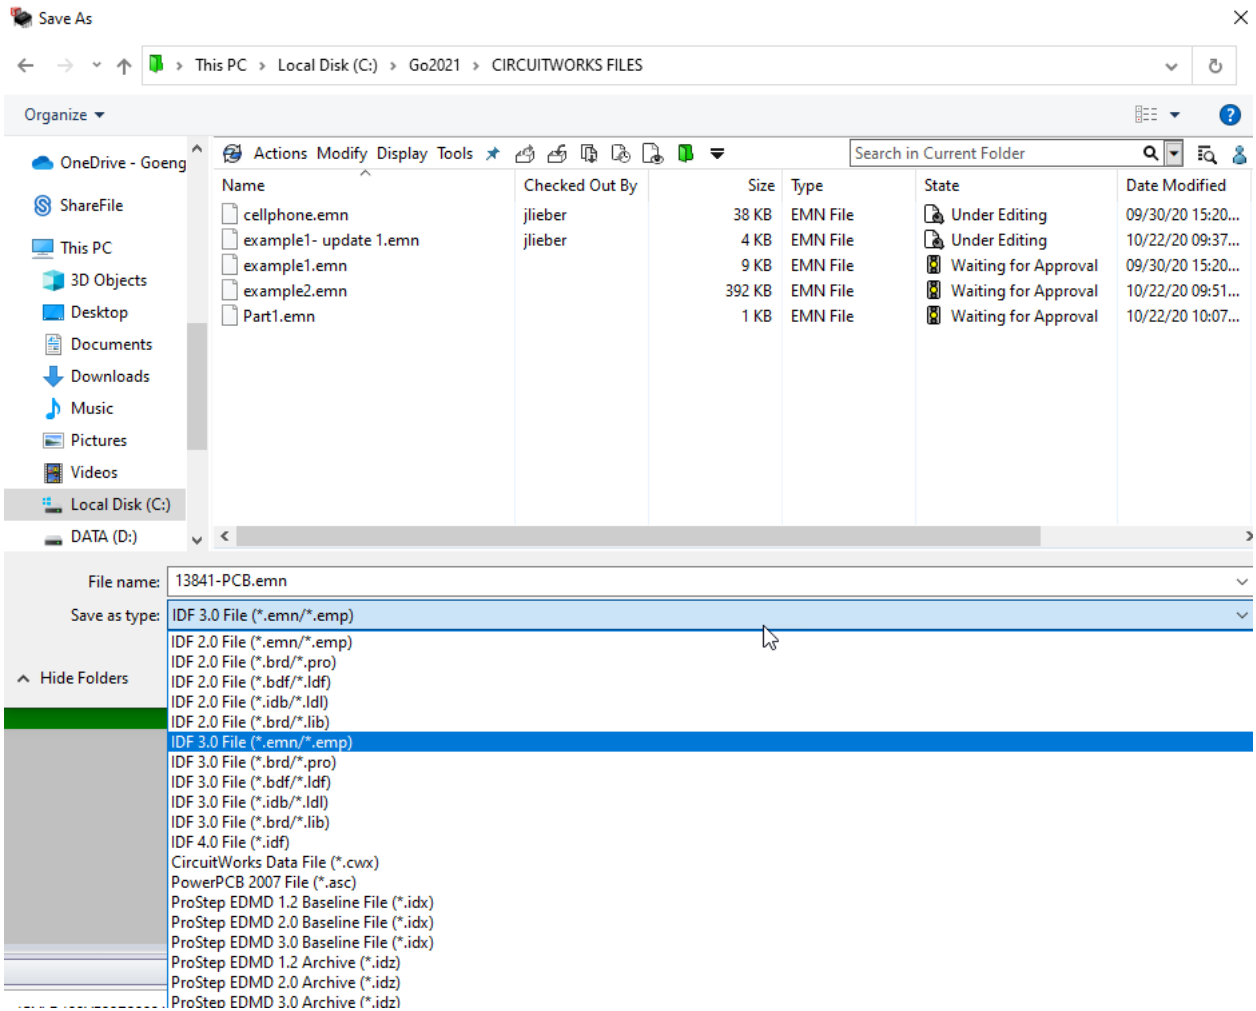 Save As
This PC > Local Disk (C:) > Go2021 > CIRCUITWORKS FILES
Organize
OneDrive - Goeng
ShareFile
This PC
3D Objects
Desktop
Documents
Downloads
Music
Pictures
Videos
Local Disk (C:)
DATA (D:)
Actions Modify Display Tools Search in Current Folder
Name Checked Out By Size Type State Date Modified
cellphone.emn jlieber 38 KB EMN File Under Editing 09/30/20 15:20...
example1- update 1.emn jlieber 4 KB EMN File Under Editing 10/22/20 09:37...
example1.emn 9 KB EMN File Waiting for Approval 09/30/20 15:20...
example2.emn 392 KB EMN File Waiting for Approval 10/22/20 09:51...
Part1.emn 1 KB EMN File Waiting for Approval 10/22/20 10:07...
File name: 13841-PCB.emn
Save as type: IDF 3.0 File (*.emn/*.emp)
Hide Folders
IDF 2.0 File (*.emn/*.emp)
IDF 2.0 File (*.brd/*.pro)
IDF 2.0 File (*.bdf/*.ldf)
IDF 2.0 File (*.idb/*.ldl)
IDF 2.0 File (*.brd/*.lib)
IDF 3.0 File (*.emn/*.emp)
IDF 3.0 File (*.brd/*.pro)
IDF 3.0 File (*.bdf/*.ldf)
IDF 3.0 File (*.idb/*.ldl)
IDF 3.0 File (*.brd/*.lib)
IDF 4.0 File (*.idf)
CircuitWorks Data File (*.cwx)
PowerPCB 2007 File (*.asc)
ProStep EDMD 1.2 Baseline File (*.idx)
ProStep EDMD 2.0 Baseline File (*.idx)
ProStep EDMD 3.0 Baseline File (*.idx)
ProStep EDMD 1.2 Archive (*.idz)
ProStep EDMD 2.0 Archive (*.idz)
ProStep EDMD 3.0 Archive (*.idz)